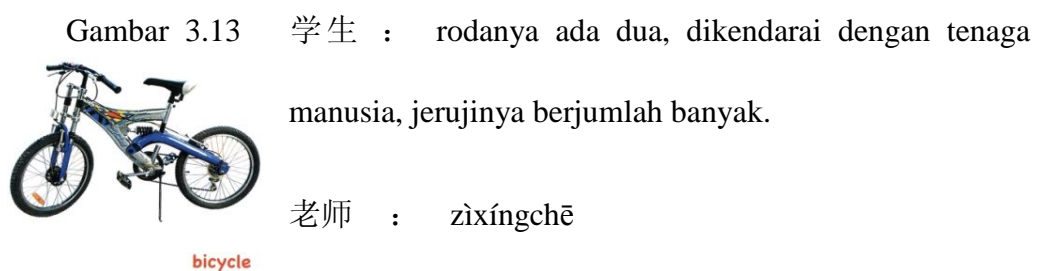 Gambar 3.13 学生 : rodanya ada dua, dikendarai dengan tenaga
manusia, jerujinya berjumlah banyak.
老师 : zìxíngchē
bicycle